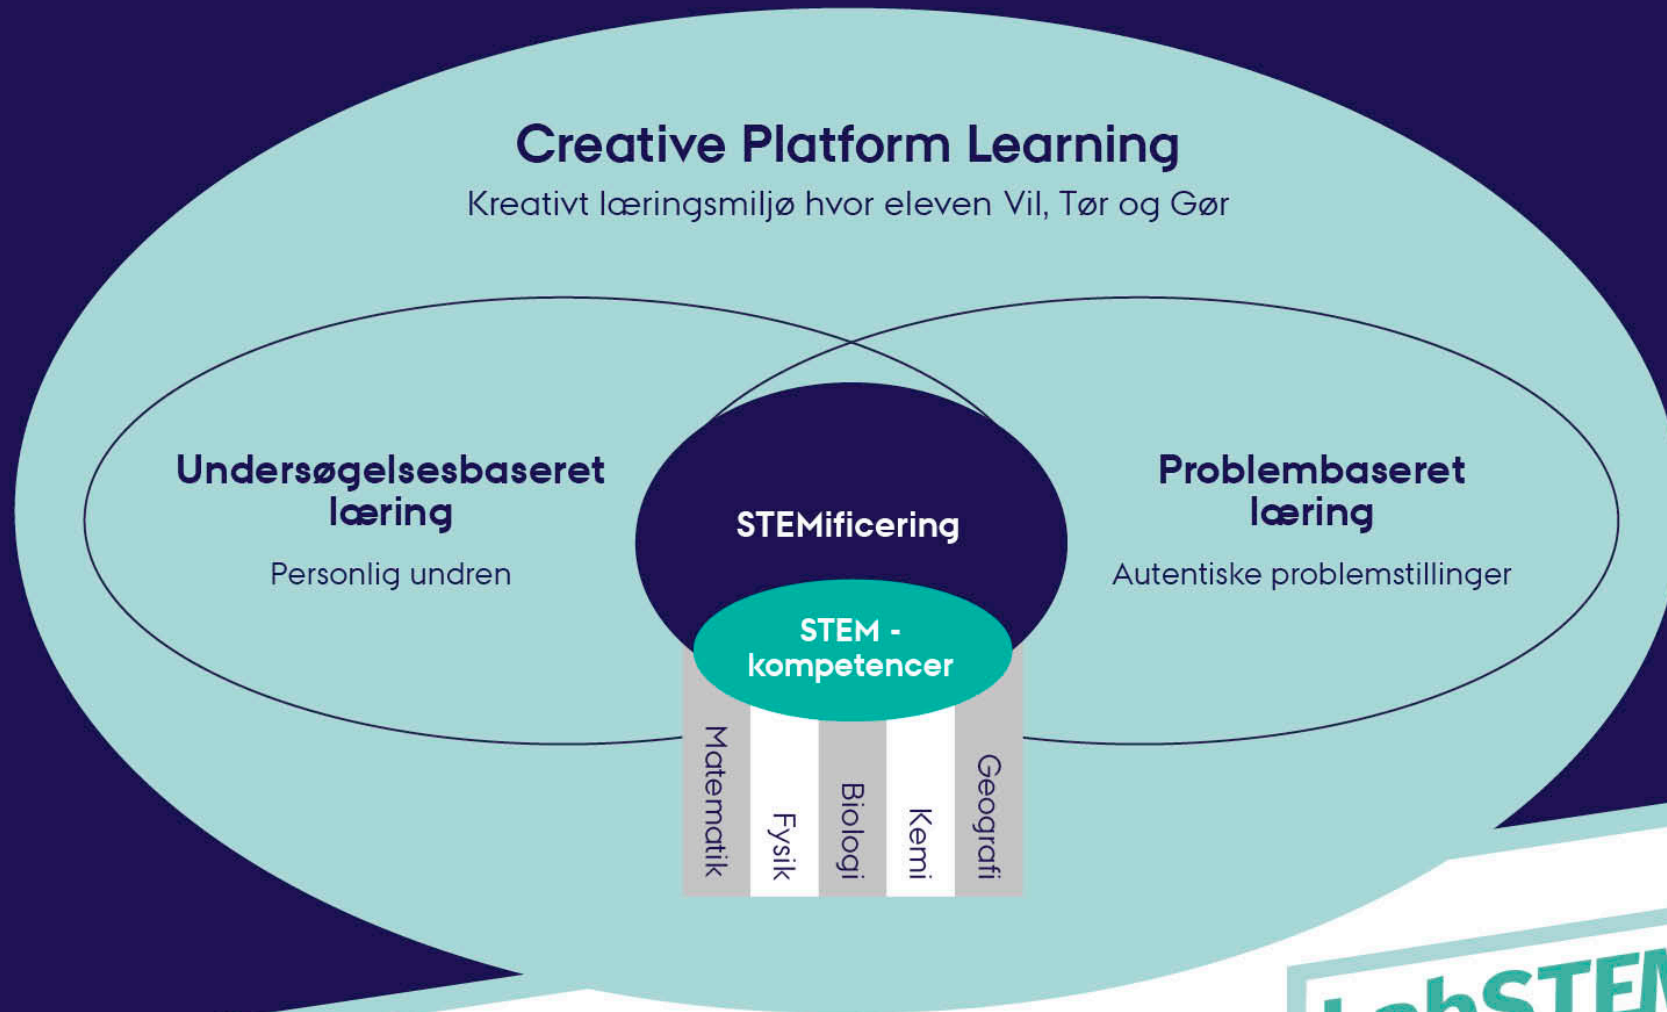 Creative Platform Learning
Kreativt læringsmiljø hvor eleven Vil, Tør og Gør
Undersøgelsesbaseret
læring
Personlig undren
STEMificering
STEM -
kompetencer
Problembaseret
læring
Autentiske problemstillinger
Matematik
Fysik
Biologi
Kemi
Geografi
LabSTEM